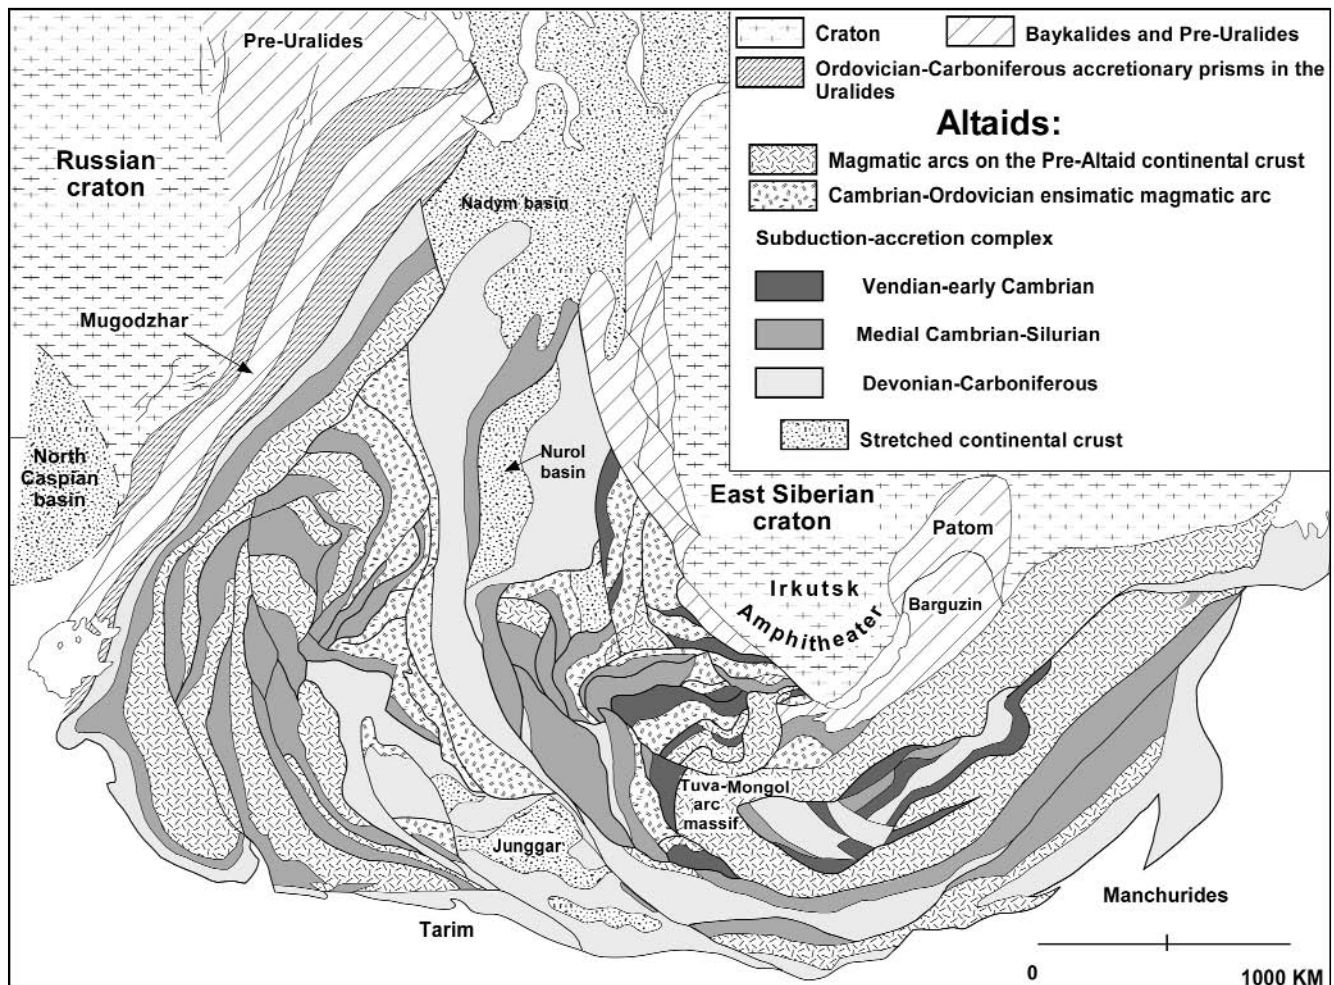 Pre-Uralides
Russian
craton
Nadym basin
Mugodzhar
North
Caspian
basin
Nurol
basin
East Siberian
craton
Patom
Irkutsk
Amphitheater
Barguzin
Tuva-Mongol
arc
massif
Junggar
Tarim
Manchurides
0
1000 KM
Craton
Baykalides and Pre-Uralides
Ordovician-Carboniferous accretionary prisms in the
Uralides
Altaids:
Magmatic arcs on the Pre-Altaid continental crust
Cambrian-Ordovician ensimatic magmatic arc
Subduction-accretion complex
Vendian-early Cambrian
Medial Cambrian-Silurian
Devonian-Carboniferous
Stretched continental crust